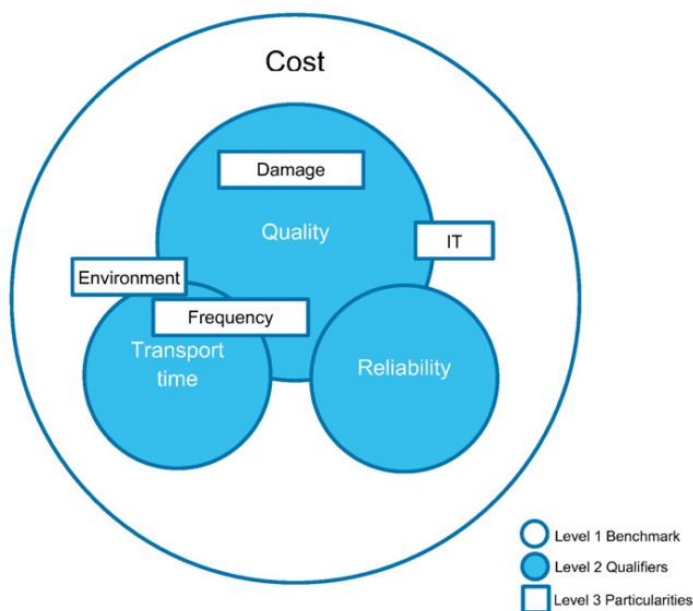 Cost
Damage
Quality
IT
Environment
Frequency
Transport
time
Reliability
Level 1 Benchmark
Level 2 Qualifiers
Level 3 Particularities